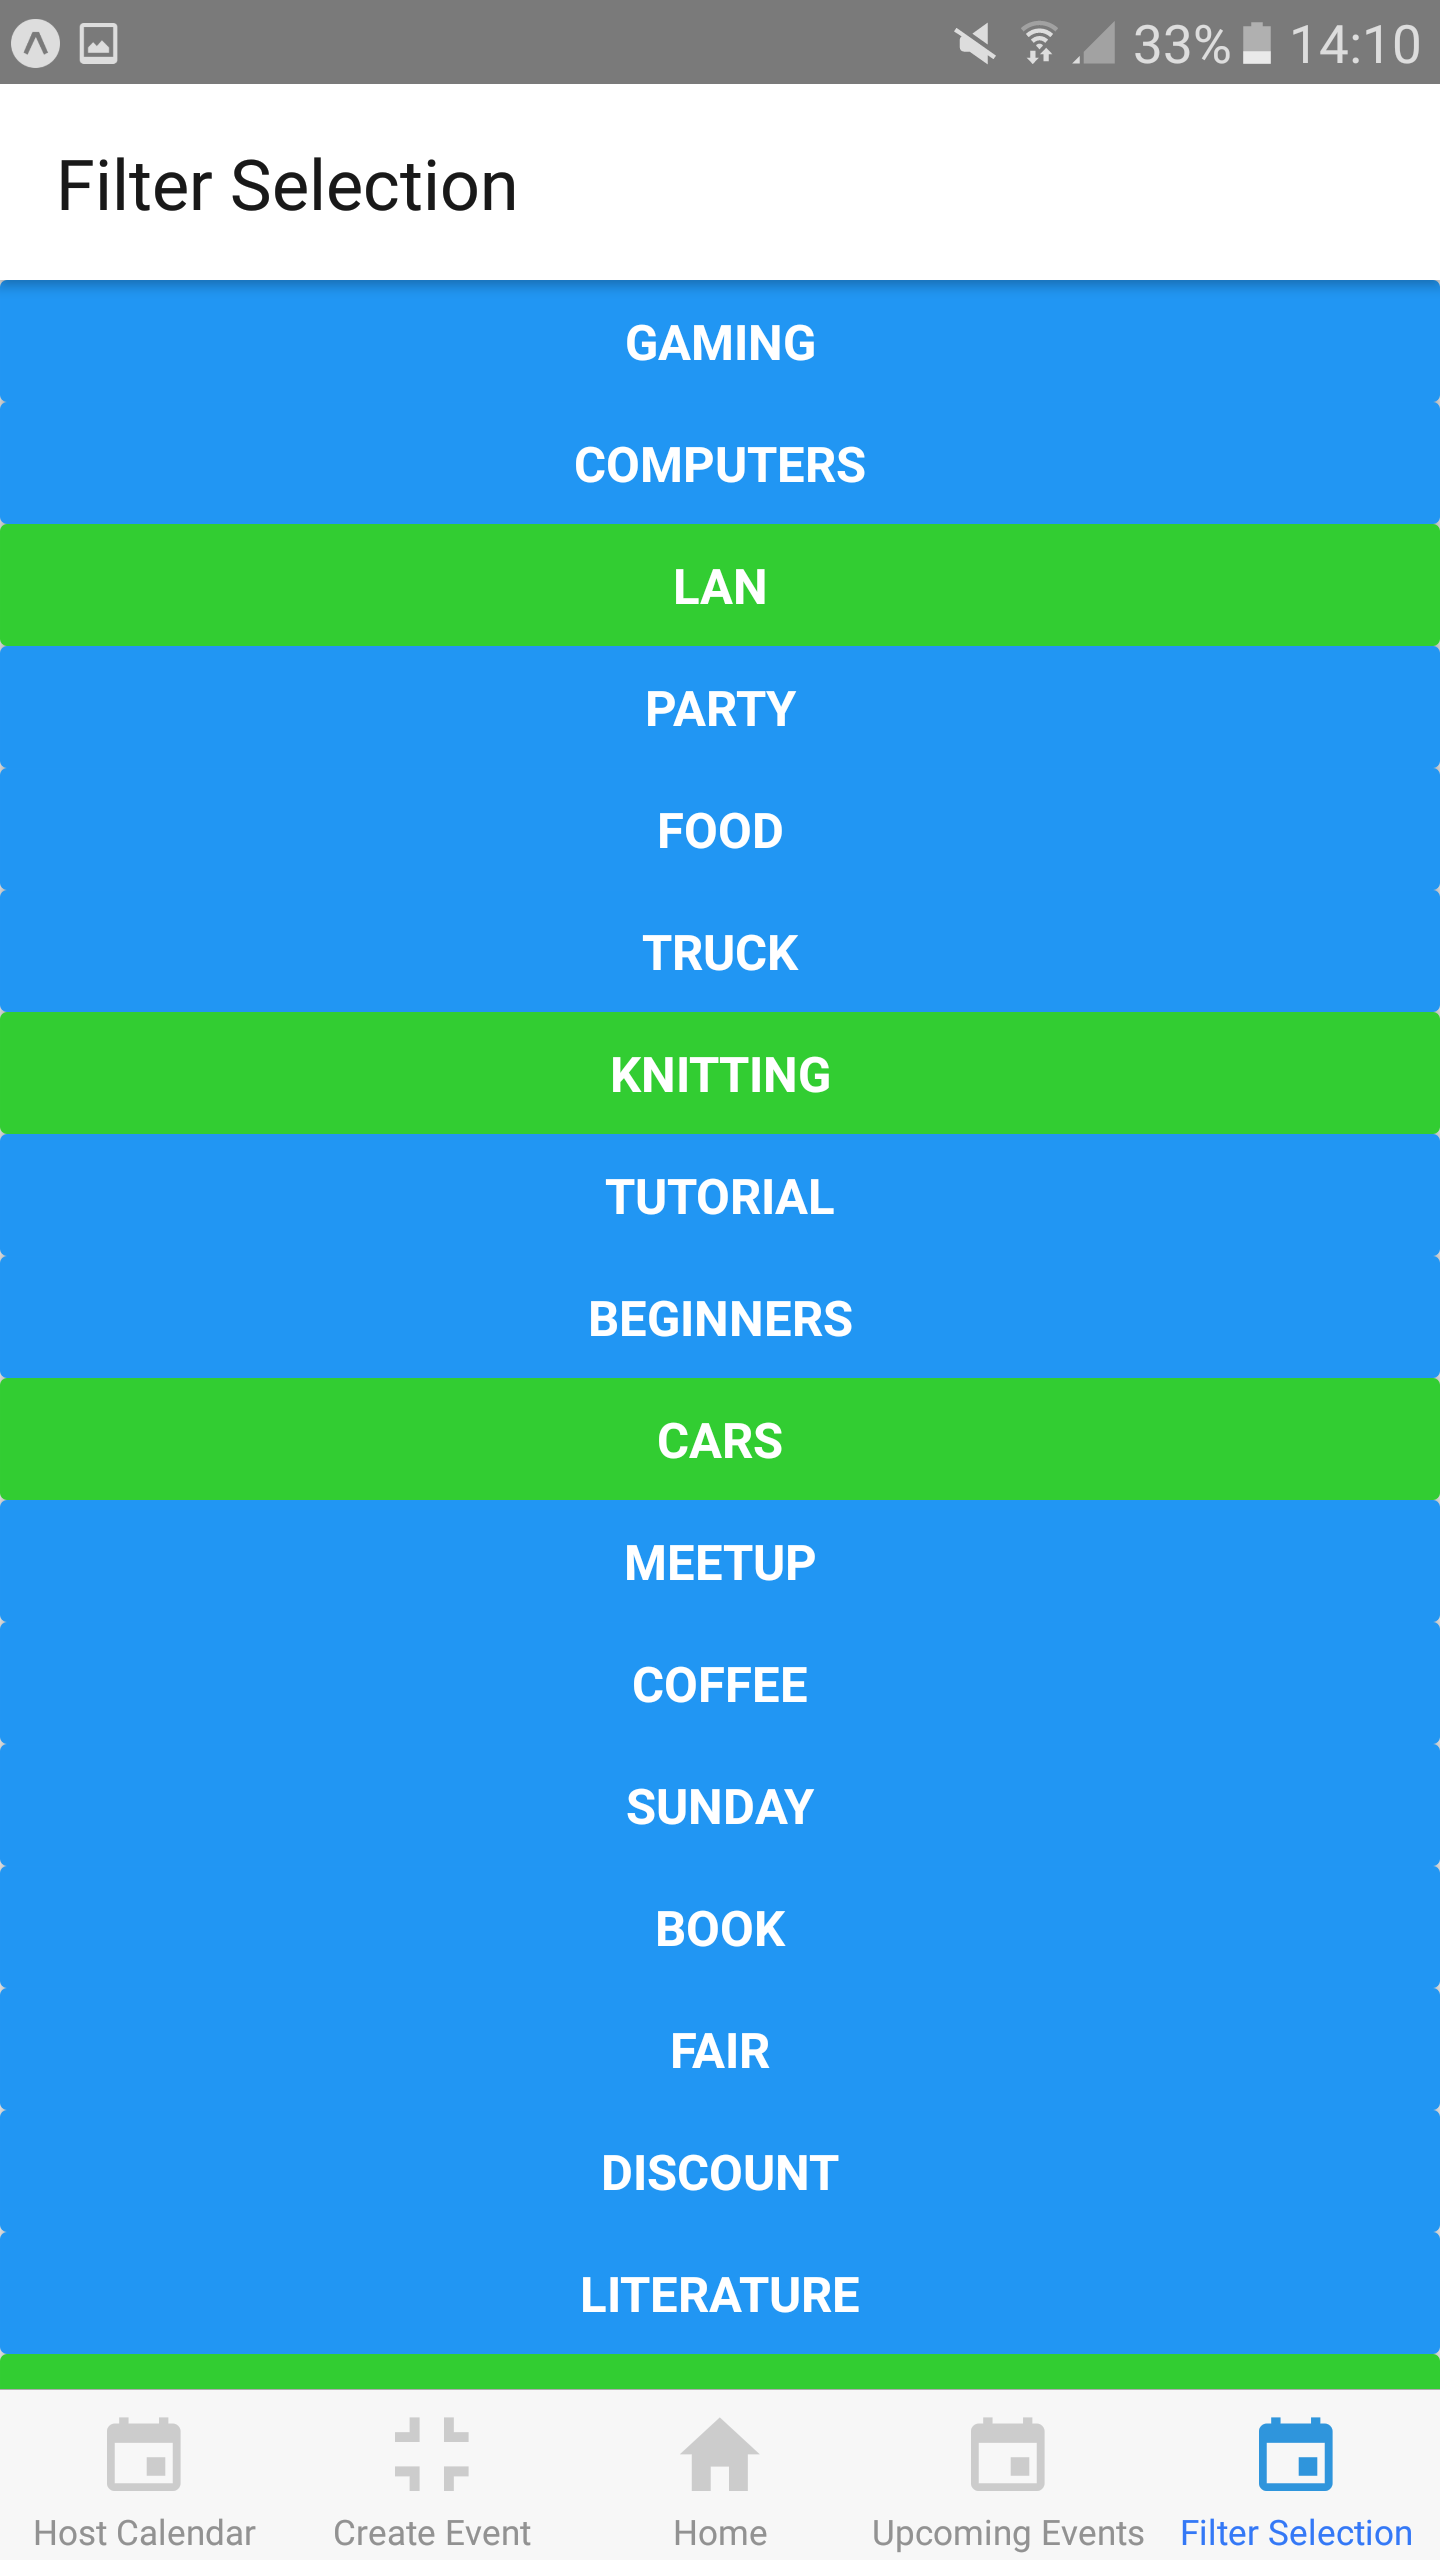 33% 14:10
Filter Selection
GAMING
COMPUTERS
LAN
PARTY
FOOD
TRUCK
KNITTING
TUTORIAL
BEGINNERS
CARS
MEETUP
COFFEE
SUNDAY
BOOK
FAIR
DISCOUNT
LITERATURE
Host Calendar Create Event Home Upcoming Events Filter Selection